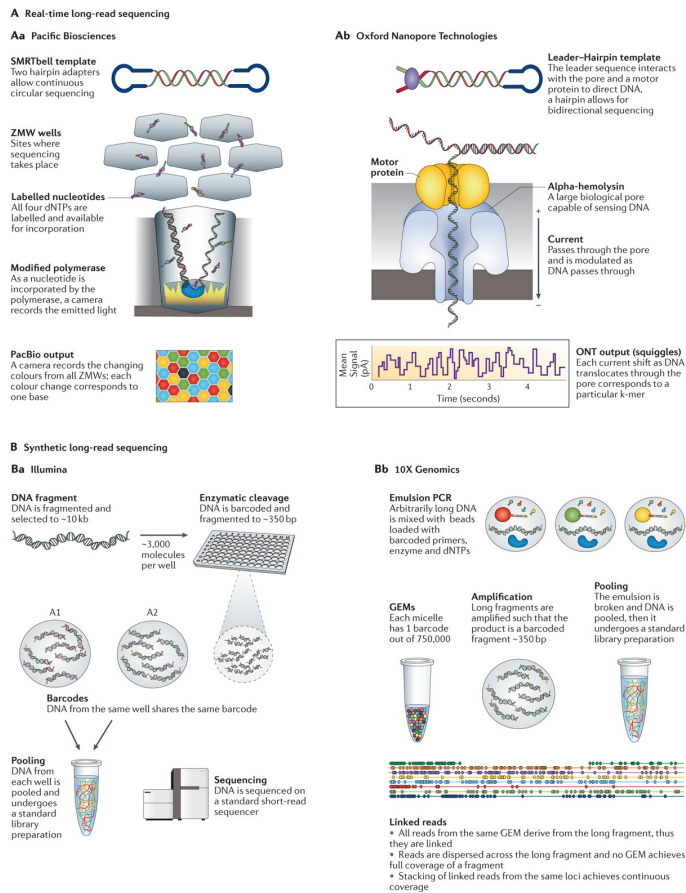 A Real-time long-read sequencing
Aa Pacific Biosciences
SMRTbell template
Two hairpin adapters
allow continuous
circular sequencing
ZMW wells
Sites where
sequencing
takes place
Labelled nucleotides
All four dNTPs are
labelled and available
for incorporation
Modified polymerase
As a nucleotide is
incorporated by the
polymerase, a camera
records the emitted light
PacBio output
A camera records the changing
colours from all ZMWs; each
colour change corresponds to
one base
Ab Oxford Nanopore Technologies
Leader–Hairpin template
The leader sequence interacts
with the pore and a motor
protein to direct DNA,
a hairpin allows for
bidirectional sequencing
Motor
protein
Alpha-hemolysin
A large biological pore
capable of sensing DNA
+
Current
Passes through the pore
and is modulated as
DNA passes through
–
Mean
Signal
(pA)
0 1 2 3 4
Time (seconds)
ONT output (squiggles)
Each current shift as DNA
translocates through the
pore corresponds to a
particular k-mer
B Synthetic long-read sequencing
Ba Illumina
DNA fragment
DNA is fragmented and
selected to ~10 kb
~3,000
molecules
per well
Enzymatic cleavage
DNA is barcoded and
fragmented to ~350 bp
A1 A2
Barcodes
DNA from the same well shares the same barcode
Pooling
DNA from
each well is
pooled and
undergoes
a standard
library
preparation
Sequencing
DNA is sequenced on
a standard short-read
sequencer
Bb 10X Genomics
Emulsion PCR
Arbitrarily long DNA
is mixed with beads
loaded with
barcoded primers,
enzyme and dNTPs
GEMs
Each micelle
has 1 barcode
out of 750,000
Amplification
Long fragments are
amplified such that the
product is a barcoded
fragment ~350 bp
Pooling
The emulsion is
broken and DNA is
pooled, then it
undergoes a standard
library preparation
Linked reads
• All reads from the same GEM derive from the long fragment, thus
they are linked
• Reads are dispersed across the long fragment and no GEM achieves
full coverage of a fragment
• Stacking of linked reads from the same loci achieves continuous
coverage